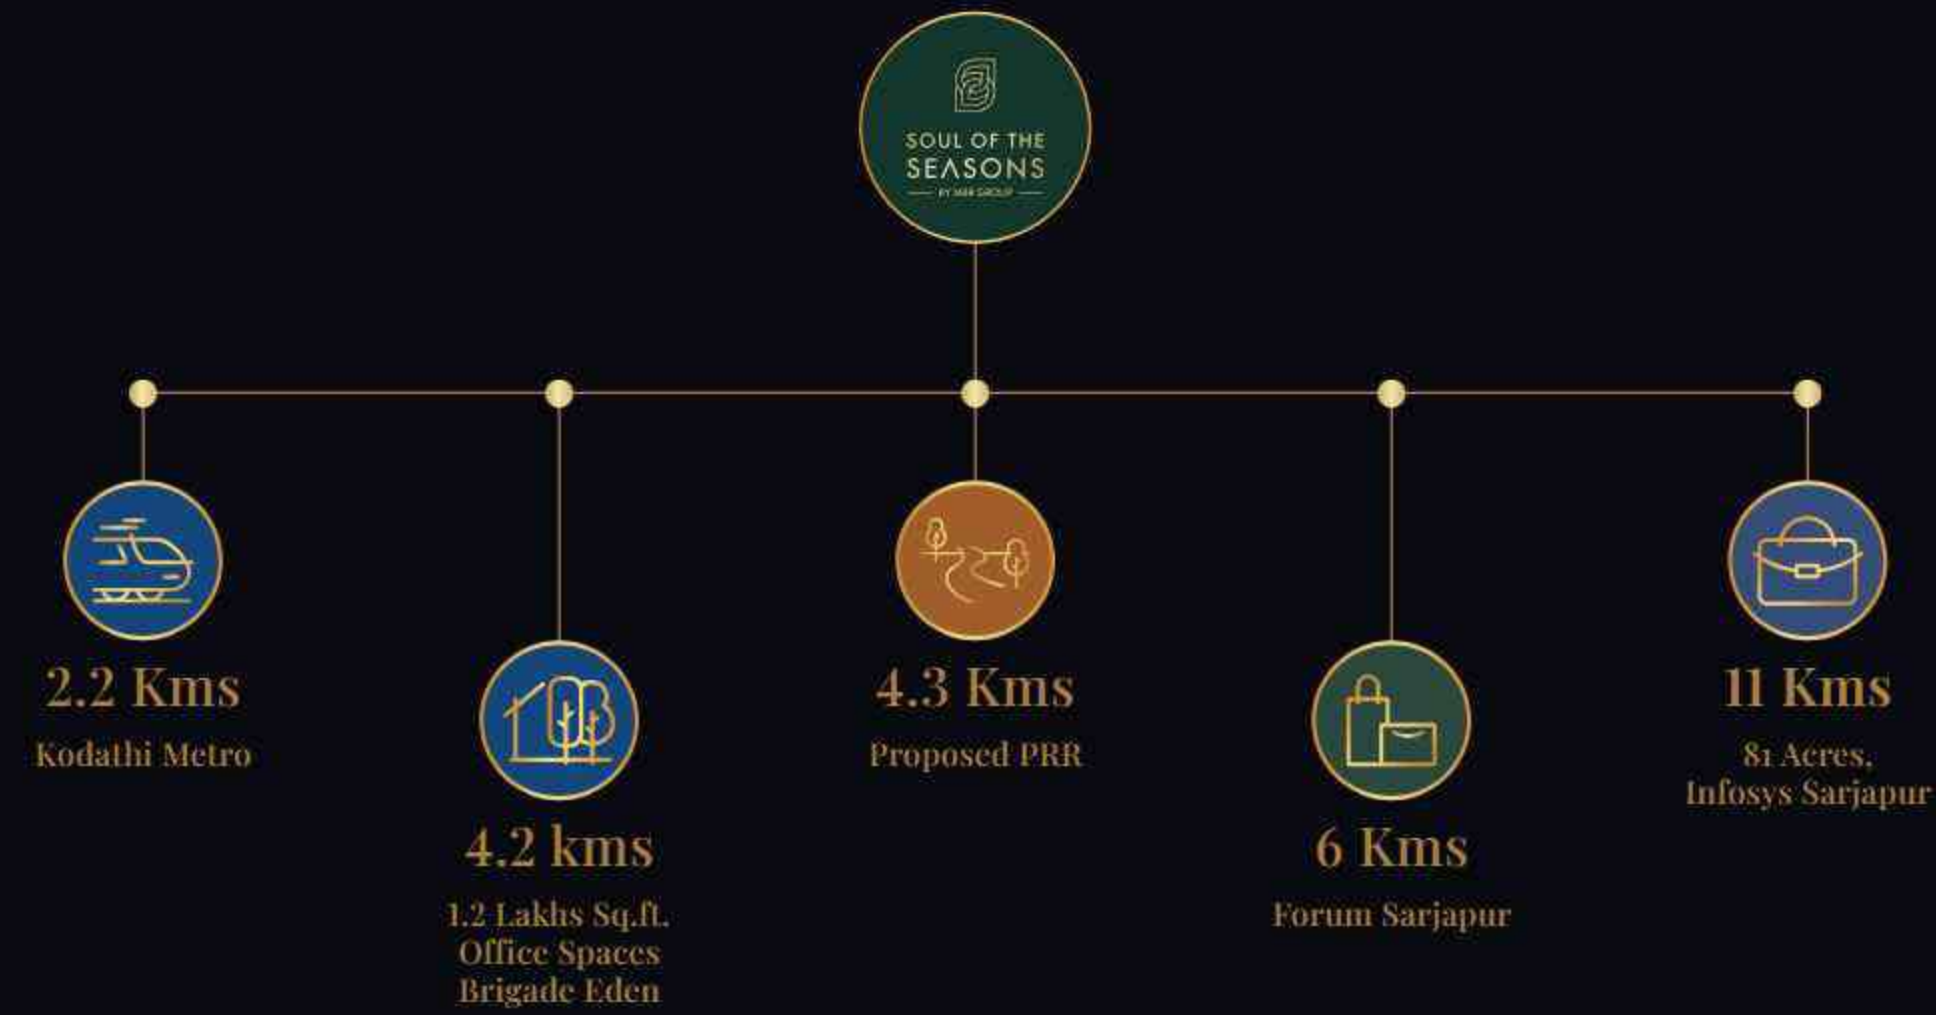 SOUL OF THE
SEASONS
2.2 Kms
Kodathi Metro
4.2 kms
1.2 Lakhs Sq.ft.
Office Spaces
Brigade Eden
4.3 Kms
Proposed PRR
6 Kms
Forum Sarjapur
11 Kms
81 Acres,
Infosys Sarjapur